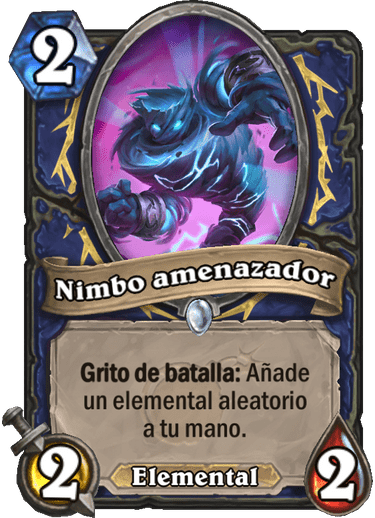 2
Nimbo amenazador
Grito de batalla: Añade
un elemental aleatorio
a tu mano.
2
Elemental
2